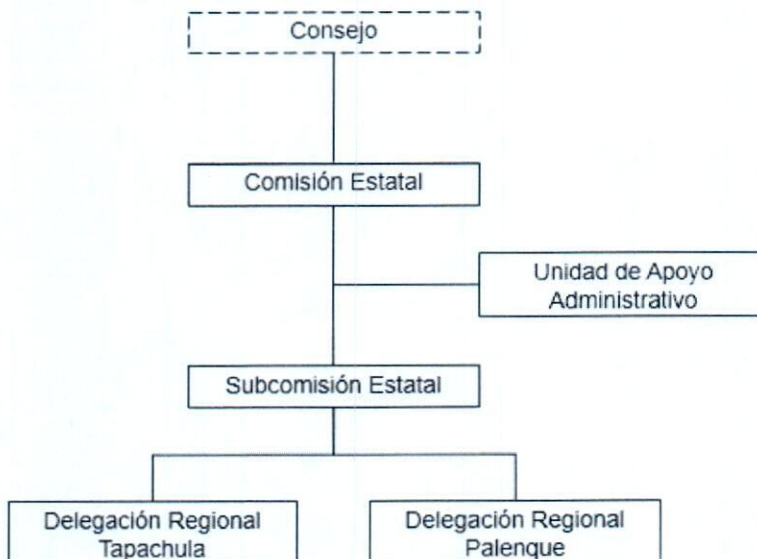 Consejo
Comisión Estatal
Unidad de Apoyo
Administrativo
Subcomisión Estatal
Delegación Regional
Tapachula
Delegación Regional
Palenque